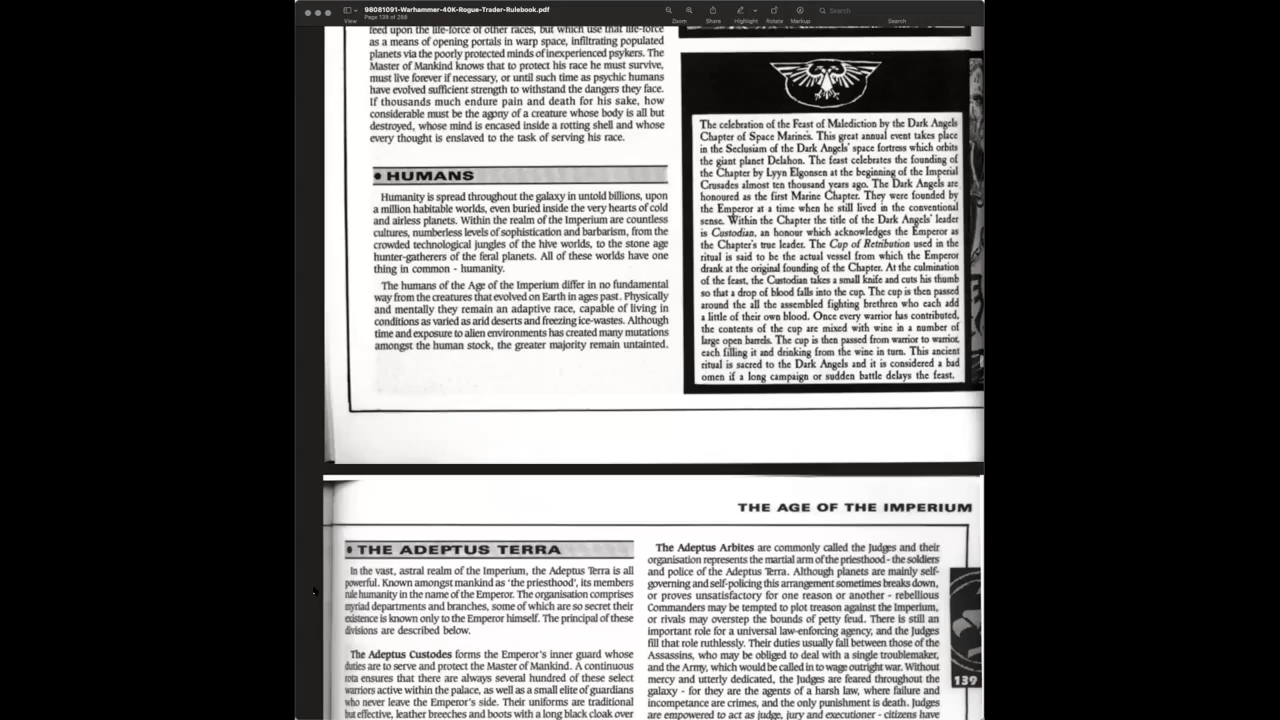 98081091-Warhammer-40K-Rogue-Trader-Rulebook.pdf
Page 139 of 288
View
Zoom
Share
Highlight
Rotate
Markup
Search
Search
feed upon the life-force of other races, but which use that life-force
as a means of opening portals in warp space, infiltrating populated
planets via the poorly protected minds of inexperienced psykers. The
Master of Mankind knows that to protect his race he must survive,
must live forever if necessary, or until such time as psychic humans
have evolved sufficient strength to withstand the dangers they face.
If thousands much endure pain and death for his sake, how
considerable must be the agony of a creature whose body is all but
destroyed, whose mind is encased inside a rotting shell and whose
every thought is enslaved to the task of serving his race.
• HUMANS
Humanity is spread throughout the galaxy in untold billions, upon
a million habitable worlds, even buried inside the very hearts of cold
and airless planets. Within the realm of the Imperium are countless
cultures, numberless levels of sophistication and barbarism, from the
crowded technological jungles of the hive worlds, to the stone age
hunter-gatherers of the feral planets. All of these worlds have one
thing in common - humanity.
The humans of the Age of the Imperium differ in no fundamental
way from the creatures that evolved on Earth in ages past. Physically
and mentally they remain an adaptive race, capable of living in
conditions as varied as arid deserts and freezing ice-wastes. Although
time and exposure to alien environments has created many mutations
amongst the human stock, the greater majority remain untainted.
The celebration of the Feast of Malediction by the Dark Angels
Chapter of Space Marines. This great annual event takes place
in the Seclusiam of the Dark Angels' space fortress which orbits
the giant planet Delahon. The feast celebrates the founding of
the Chapter by Lyyn Elgonsen at the beginning of the Imperial
Crusades almost ten thousand years ago. The Dark Angels are
honoured as the first Marine Chapter. They were founded by
the Emperor at a time when he still lived in the conventional
sense. Within the Chapter the title of the Dark Angels' leader
is Custodian, an honour which acknowledges the Emperor as
the Chapter's true leader. The Cup of Retribution used in the
ritual is said to be the actual vessel from which the Emperor
drank at the original founding of the Chapter. At the culmination
of the feast, the Custodian takes a small knife and cuts his thumb
so that a drop of blood falls into the cup. The cup is then passed
around the all the assembled fighting brethren who each add
a little of their own blood. Once every warrior has contributed,
the contents of the cup are mixed with wine in a number of
large open barrels. The cup is then passed from warrior to warrior,
each filling it and drinking from the wine in turn. This ancient
ritual is sacred to the Dark Angels and it is considered a bad
omen if a long campaign or sudden battle delays the feast.
THE AGE OF THE IMPERIUM
• THE ADEPTUS TERRA
In the vast, astral realm of the Imperium, the Adeptus Terra is all
powerful. Known amongst mankind as 'the priesthood', its members
rule humanity in the name of the Emperor. The organisation comprises
myriad departments and branches, some of which are so secret their
existence is known only to the Emperor himself. The principal of these
divisions are described below.
The Adeptus Custodes forms the Emperor's inner guard whose
duties are to serve and protect the Master of Mankind. A continuous
rota ensures that there are always several hundred of these select
warriors active within the palace, as well as a small elite of guardians
who never leave the Emperor's side. Their uniforms are traditional
but effective, leather breeches and boots with a long black cloak over
The Adeptus Arbites are commonly called the Judges and their
organisation represents the martial arm of the priesthood - the soldiers
and police of the Adeptus Terra. Although planets are mainly self-
governing and self-policing this arrangement sometimes breaks down,
or proves unsatisfactory for one reason or another - rebellious
Commanders may be tempted to plot treason against the Imperium,
or rivals may overstep the bounds of petty feud. There is still an
important role for a universal law-enforcing agency, and the Judges
fill that role ruthlessly. Their duties usually fall between those of the
Assassins, who may be obliged to deal with a single troublemaker,
and the Army, which would be called in to wage outright war. Without
mercy and utterly dedicated, the Judges are feared throughout the
galaxy - for they are the agents of a harsh law, where failure and
incompetance are crimes, and the only punishment is death. Judges
are empowered to act as judge, jury and executioner - citizens have
139